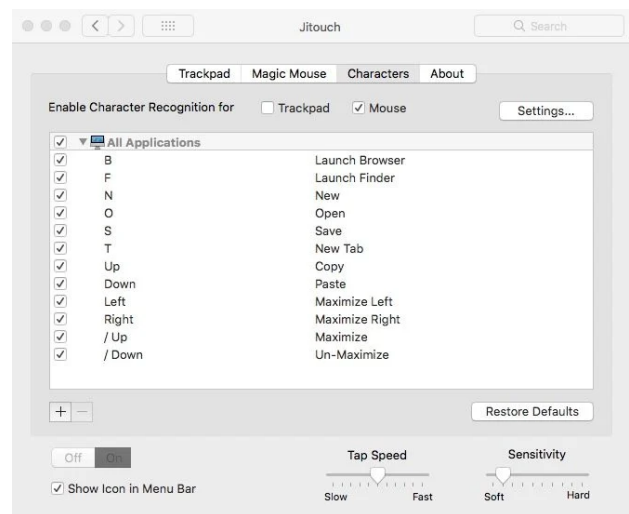 Jitouch
Search
Trackpad Magic Mouse Characters About
Enable Character Recognition for Trackpad Mouse Settings...
All Applications
B Launch Browser
F Launch Finder
N New
O Open
S Save
T New Tab
Up Copy
Down Paste
Left Maximize Left
Right Maximize Right
/ Up Maximize
/ Down Un-Maximize
+ −
Restore Defaults
Off On
Tap Speed Sensitivity
Show Icon in Menu Bar
Slow Fast Soft Hard